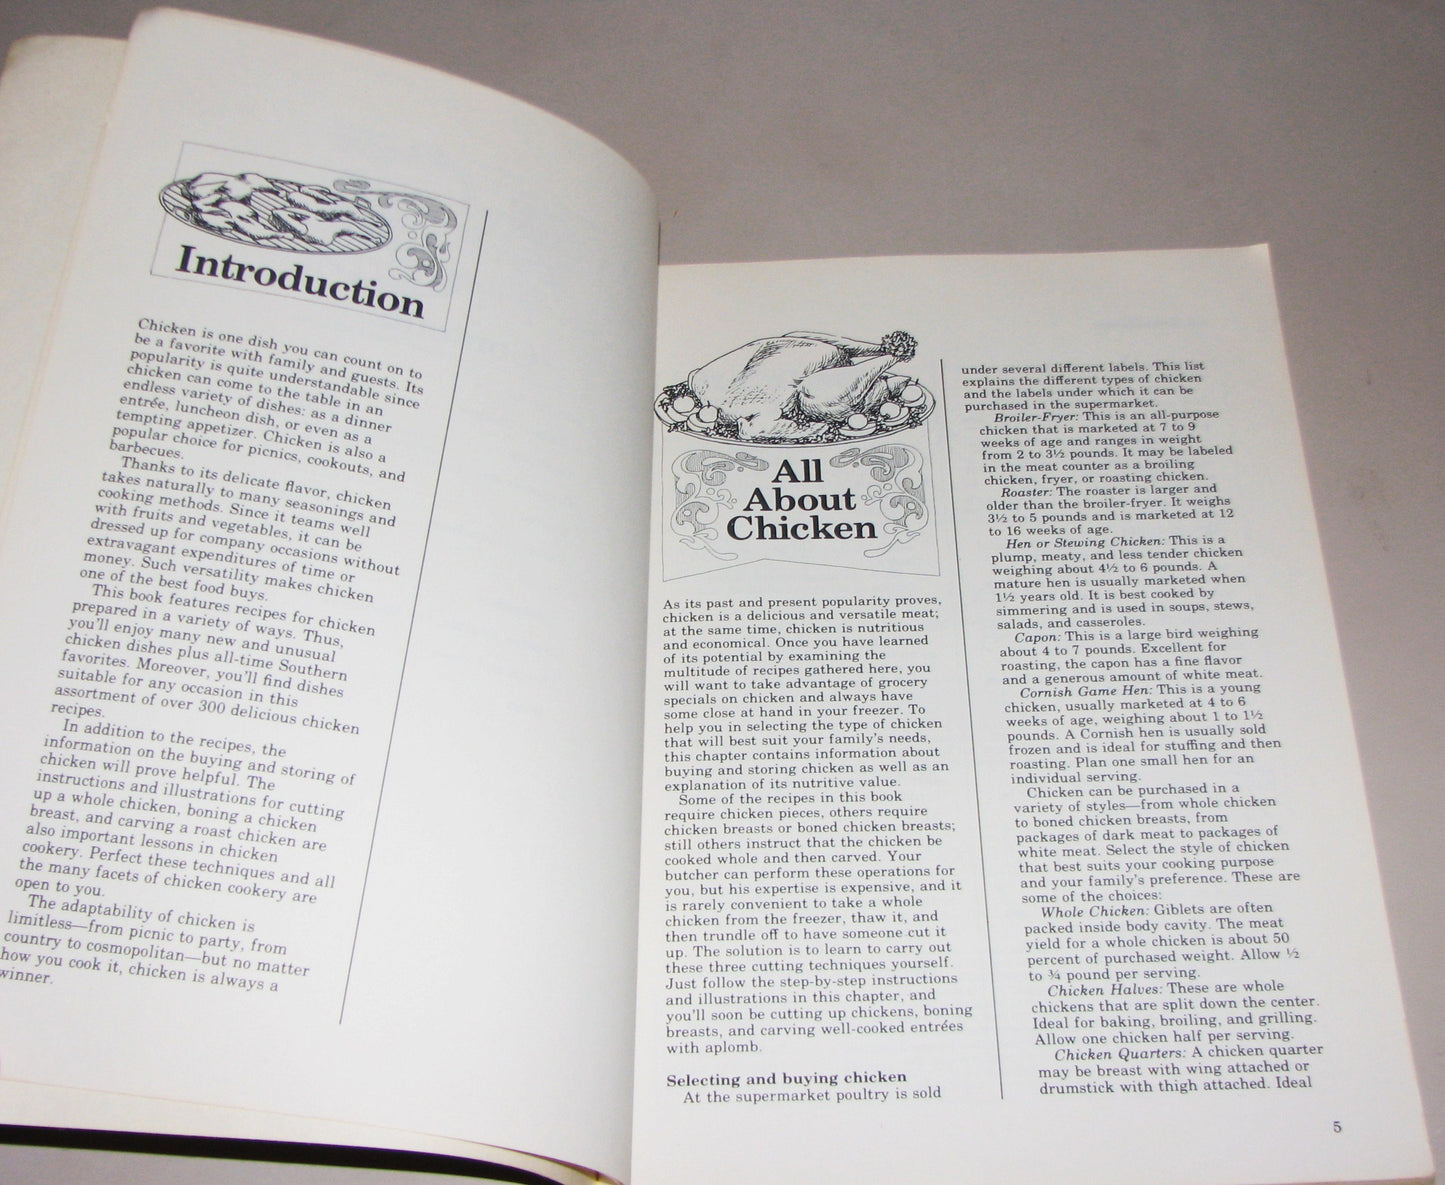 Introduction
Chicken is one dish you can count on to
be a favorite with family and guests. Its
popularity is quite understandable since
chicken can come to the table in an
endless variety of dishes: as a dinner
entrée, luncheon dish, or even as a
tempting appetizer. Chicken is also a
popular choice for picnics, cookouts, and
barbecues.
Thanks to its delicate flavor, chicken
takes naturally to many seasonings and
cooking methods. Since it teams well
with fruits and vegetables, it can be
dressed up for company occasions without
extravagant expenditures of time or
money. Such versatility makes chicken
one of the best food buys.
This book features recipes for chicken
prepared in a variety of ways. Thus,
you'll enjoy many new and unusual
chicken dishes plus all-time Southern
favorites. Moreover, you'll find dishes
suitable for any occasion in this
assortment of over 300 delicious chicken
recipes.
In addition to the recipes, the
information on the buying and storing of
chicken will prove helpful. The
instructions and illustrations for cutting
up a whole chicken, boning a chicken
breast, and carving a roast chicken are
also important lessons in chicken
cookery. Perfect these techniques and all
the many facets of chicken cookery are
open to you.
The adaptability of chicken is
limitless—from picnic to party, from
country to cosmopolitan—but no matter
how you cook it, chicken is always a
winner.
All
About
Chicken
As its past and present popularity proves,
chicken is a delicious and versatile meat;
at the same time, chicken is nutritious
and economical. Once you have learned
of its potential by examining the
multitude of recipes gathered here, you
will want to take advantage of grocery
specials on chicken and always have
some close at hand in your freezer. To
help you in selecting the type of chicken
that will best suit your family's needs,
this chapter contains information about
buying and storing chicken as well as an
explanation of its nutritive value.
Some of the recipes in this book
require chicken pieces, others require
chicken breasts or boned chicken breasts;
still others instruct that the chicken be
cooked whole and then carved. Your
butcher can perform these operations for
you, but his expertise is expensive, and it
is rarely convenient to take a whole
chicken from the freezer, thaw it, and
then trundle off to have someone cut it
up. The solution is to learn to carry out
these three cutting techniques yourself.
Just follow the step-by-step instructions
and illustrations in this chapter, and
you'll soon be cutting up chickens, boning
breasts, and carving well-cooked entrées
with aplomb.
Selecting and buying chicken
At the supermarket poultry is sold
under several different labels. This list
explains the different types of chicken
and the labels under which it can be
purchased in the supermarket.
Broiler-Fryer: This is an all-purpose
chicken that is marketed at 7 to 9
weeks of age and ranges in weight
from 2 to 3½ pounds. It may be labeled
in the meat counter as a broiling
chicken, fryer, or roasting chicken.
Roaster: The roaster is larger and
older than the broiler-fryer. It weighs
3½ to 5 pounds and is marketed at 12
to 16 weeks of age.
Hen or Stewing Chicken: This is a
plump, meaty, and less tender chicken
weighing about 4½ to 6 pounds. A
mature hen is usually marketed when
1½ years old. It is best cooked by
simmering and is used in soups, stews,
salads, and casseroles.
Capon: This is a large bird weighing
about 4 to 7 pounds. Excellent for
roasting, the capon has a fine flavor
and a generous amount of white meat.
Cornish Game Hen: This is a young
chicken, usually marketed at 4 to 6
weeks of age, weighing about 1 to 1½
pounds. A Cornish hen is usually sold
frozen and is ideal for stuffing and then
roasting. Plan one small hen for an
individual serving.
Chicken can be purchased in a
variety of styles—from whole chicken
to boned chicken breasts, from
packages of dark meat to packages of
white meat. Select the style of chicken
that best suits your cooking purpose
and your family's preference. These are
some of the choices:
Whole Chicken: Giblets are often
packed inside body cavity. The meat
yield for a whole chicken is about 50
percent of purchased weight. Allow ½
to ¾ pound per serving.
Chicken Halves: These are whole
chickens that are split down the center.
Ideal for baking, broiling, and grilling.
Allow one chicken half per serving.
Chicken Quarters: A chicken quarter
may be breast with wing attached or
drumstick with thigh attached. Ideal
5